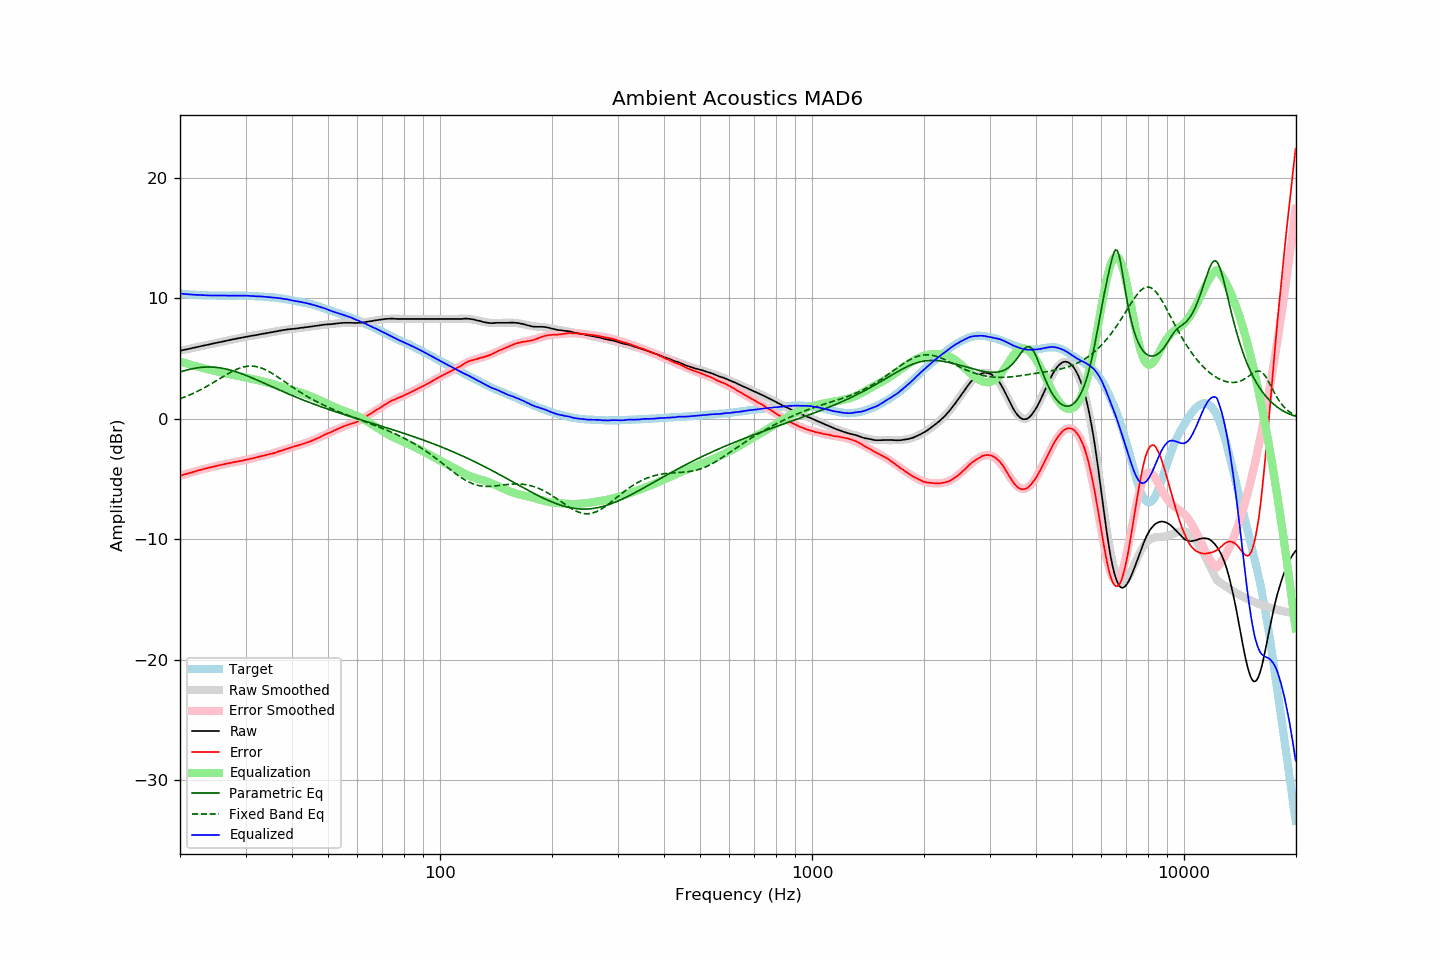 Ambient Acoustics MAD6
20
10
0
−10
−20
−30
Amplitude (dBr)
Target
Raw Smoothed
Error Smoothed
Raw
Error
Equalization
Parametric Eq
Fixed Band Eq
Equalized
100
1000
10000
Frequency (Hz)